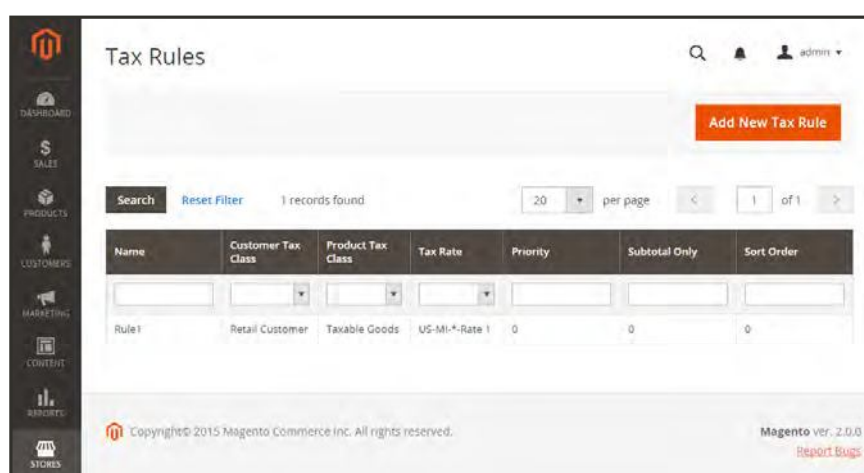 Tax Rules
admin
DASHBOARD
Add New Tax Rule
SALES
Search Reset Filter 1 records found 20 per page 1 of 1
PRODUCTS
Name Customer Tax Class Product Tax Class Tax Rate Priority Subtotal Only Sort Order
CUSTOMERS
MARKETING
Rule1 Retail Customer Taxable Goods US-MI-*-Rate 1 0 0 0
CONTENT
REPORTS
Copyright© 2015 Magento Commerce Inc. All rights reserved.
Magento ver. 2.0.0
Report Bugs
STORES